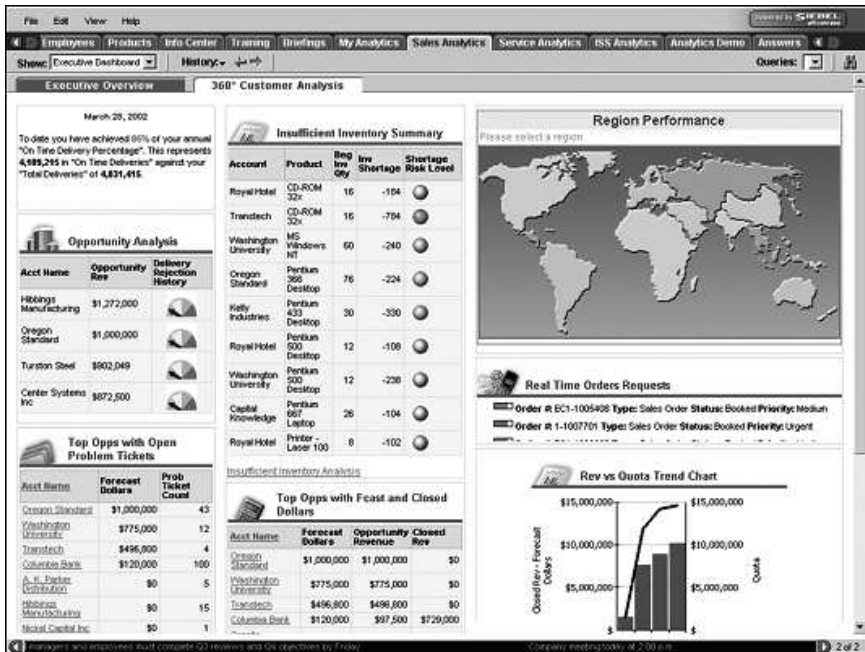 File Edit View Help
Powered by SIEBEL
Employees Products Info Center Training Briefings My Analytics Sales Analytics Service Analytics ISS Analytics Analytics Demo Answers
Show: Executive Dashboard History: Queries:
Executive Overview 360° Customer Analysis
March 28, 2002
To date you have achieved 86% of your annual
"On Time Delivery Percentage". This represents
4,189,215 in "On Time Deliveries" against your
"Total Deliveries" of 4,831,415.
Opportunity Analysis
Acct Name Opportunity Rev Delivery Rejection History
Hibbings Manufacturing $1,272,000
Oregon Standard $1,000,000
Turston Steel $902,049
Center Systems Inc $872,500
Top Opps with Open
Problem Tickets
Acct Name Forecast Dollars Prob Ticket Count
Oregon Standard $1,000,000 43
Washington University $775,000 12
Transtech $496,800 4
Columbia Bank $120,000 100
A. K. Parker Distribution $0 5
Hibbings Manufacturing $0 15
Nickel Capital Inc $0 1
Insufficient Inventory Summary
Account Product Beg Inv Qty Inv Shortage Shortage Risk Level
Royal Hotel CD-ROM 32x 16 -184
Transtech CD-ROM 32x 16 -784
Washington University MS Windows NT 60 -240
Oregon Standard Pentium 366 Desktop 76 -224
Kelly Industries Pentium 433 Desktop 30 -330
Royal Hotel Pentium 500 Desktop 12 -108
Washington University Pentium 500 Desktop 12 -238
Capital Knowledge Pentium 667 Laptop 26 -104
Royal Hotel Printer - Laser 100 8 -102
Insufficient Inventory Analysis
Top Opps with Fcast and Closed
Dollars
Acct Name Forecast Dollars Opportunity Revenue Closed Rev
Oregon Standard $1,000,000 $1,000,000 $0
Washington University $775,000 $775,000 $0
Transtech $496,800 $496,800 $0
Columbia Bank $120,000 $97,500 $729,000
Region Performance
Please select a region
Real Time Orders Requests
Order #: EC1-1005408 Type: Sales Order Status: Booked Priority: Medium
Order #: 1-1007701 Type: Sales Order Status: Booked Priority: Urgent
Rev vs Quota Trend Chart
$15,000,000 $15,000,000
$10,000,000 $10,000,000
$5,000,000 $5,000,000
$ $
Closed Rev - Forecast Dollars
Quota
managers and employees must complete Q3 reviews and Q4 objectives by Friday
Company meeting today at 2:00 p.m.
2 of 2